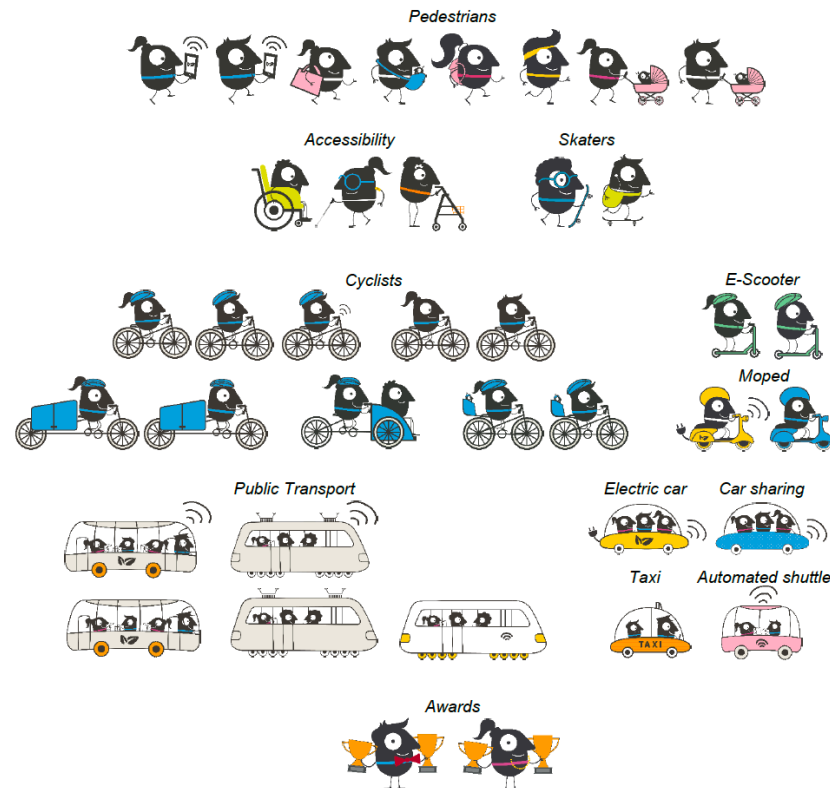 Pedestrians
Accessibility
Skaters
Cyclists
E-Scooter
Moped
Public Transport
Electric car
Car sharing
Taxi
Automated shuttle
TAXI
Awards